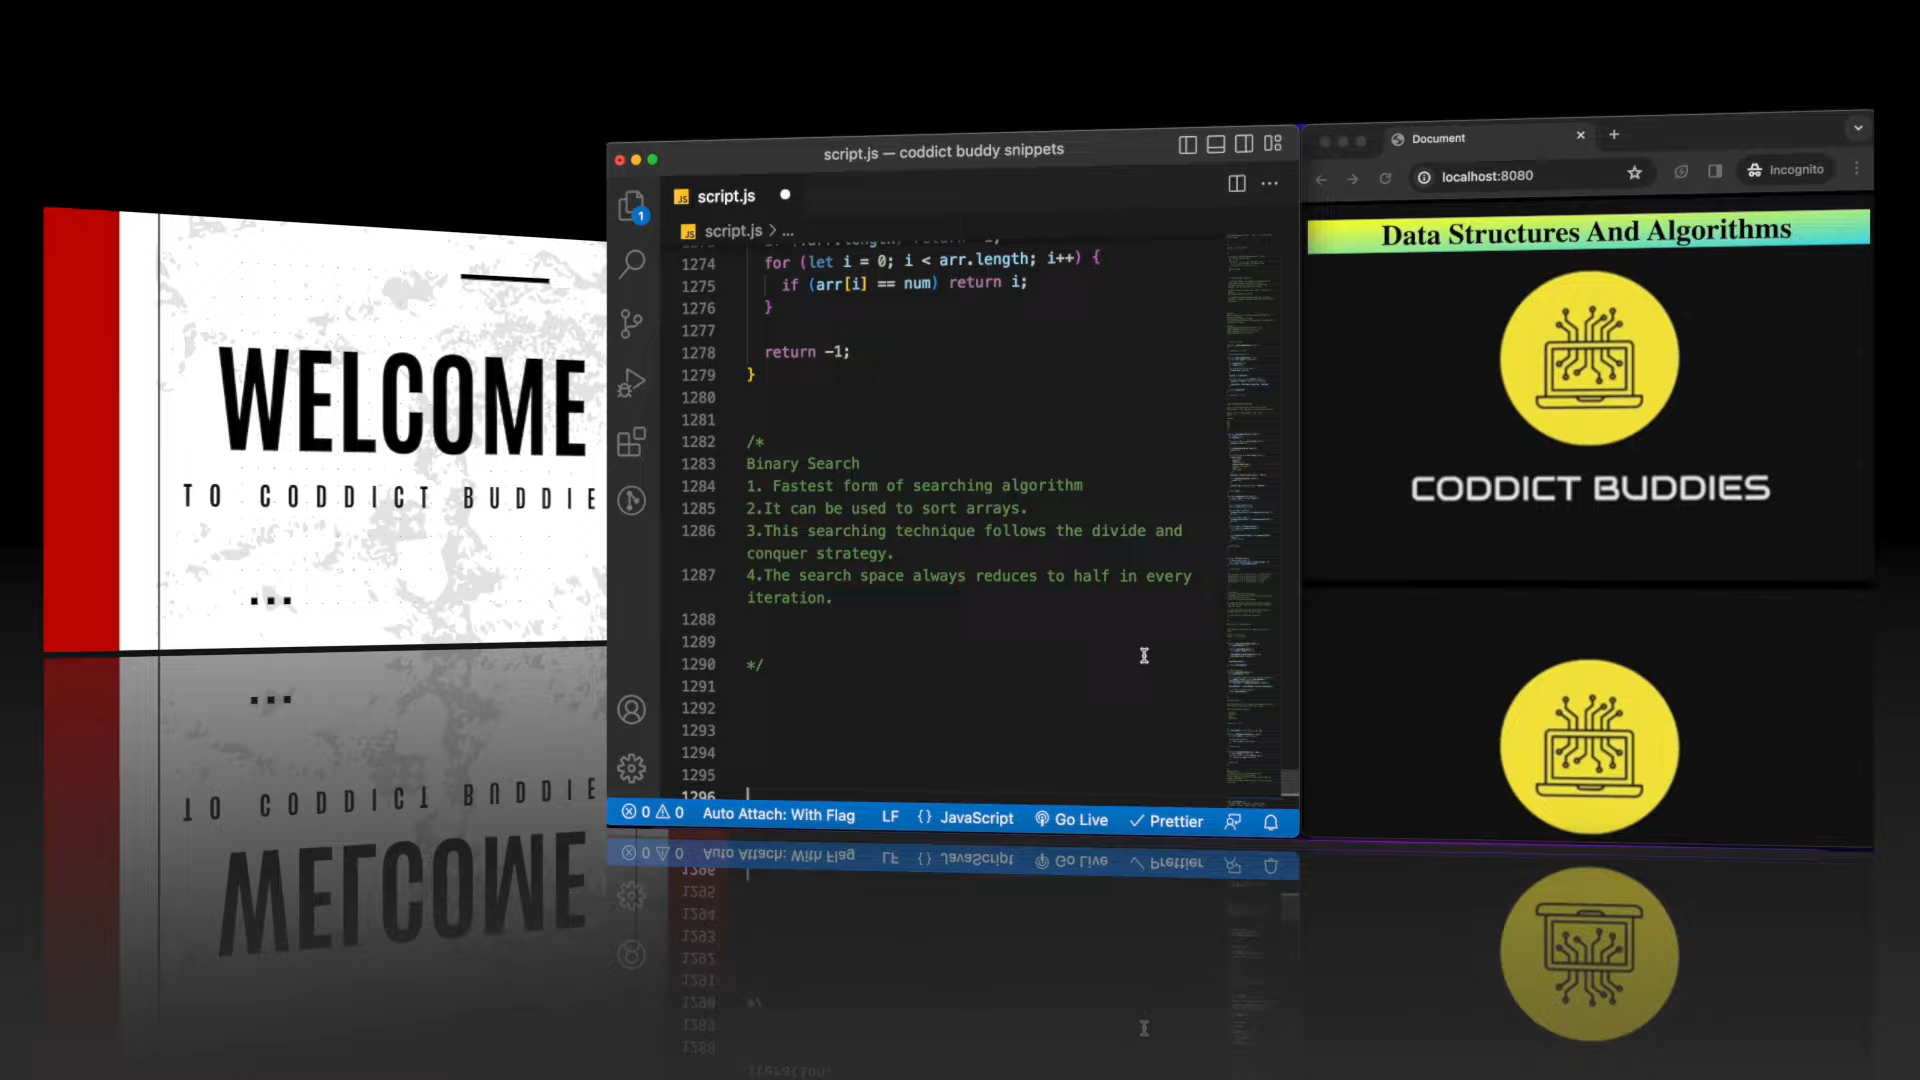 WELCOME
TO CODDICT BUDDIE
...
script.js — coddict buddy snippets
1
JS script.js
JS script.js > ...
1274 for (let i = 0; i < arr.length; i++) {
1275 if (arr[i] == num) return i;
1276 }
1277
1278 return -1;
1279 }
1280
1281
1282 /*
1283 Binary Search
1284 1. Fastest form of searching algorithm
1285 2.It can be used to sort arrays.
1286 3.This searching technique follows the divide and
conquer strategy.
1287 4.The search space always reduces to half in every
iteration.
1288
1289
1290 */
1291
1292
1293
1294
1295
1296
0 0 Auto Attach: With Flag LF {} JavaScript Go Live Prettier
Document
localhost:8080
Incognito
Data Structures And Algorithms
CODDICT BUDDIES